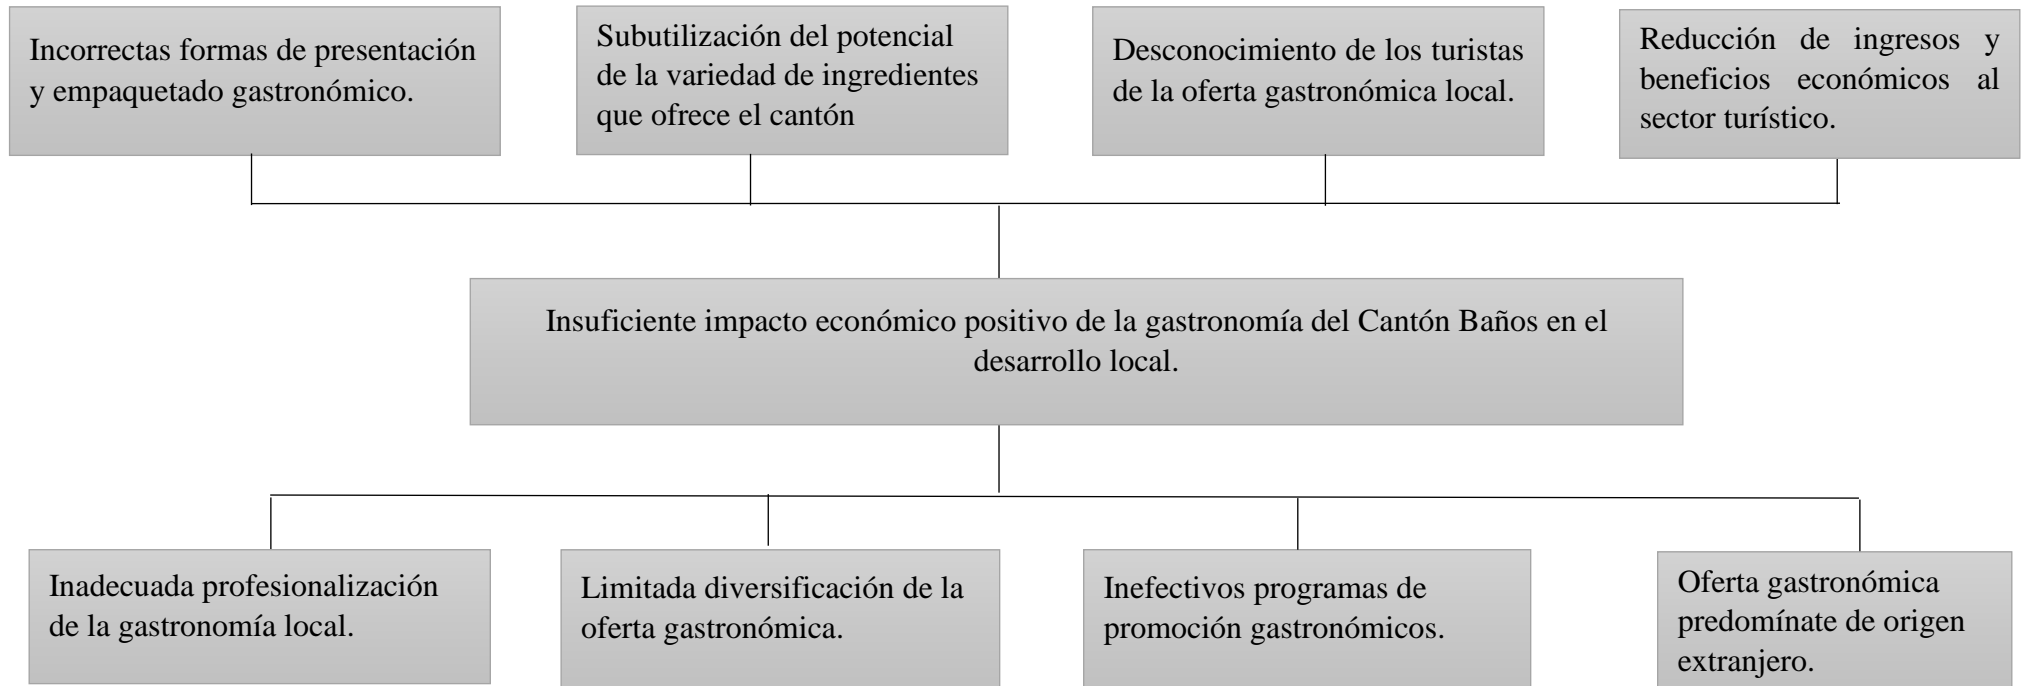 Incorrectas formas de presentación
y empaquetado gastronómico.
Subutilización del potencial
de la variedad de ingredientes
que ofrece el cantón
Desconocimiento de los turistas
de la oferta gastronómica local.
Reducción de ingresos y
beneficios económicos al
sector turístico.
Insuficiente impacto económico positivo de la gastronomía del Cantón Baños en el
desarrollo local.
Inadecuada profesionalización
de la gastronomía local.
Limitada diversificación de la
oferta gastronómica.
Inefectivos programas de
promoción gastronómicos.
Oferta gastronómica
predomínate de origen
extranjero.